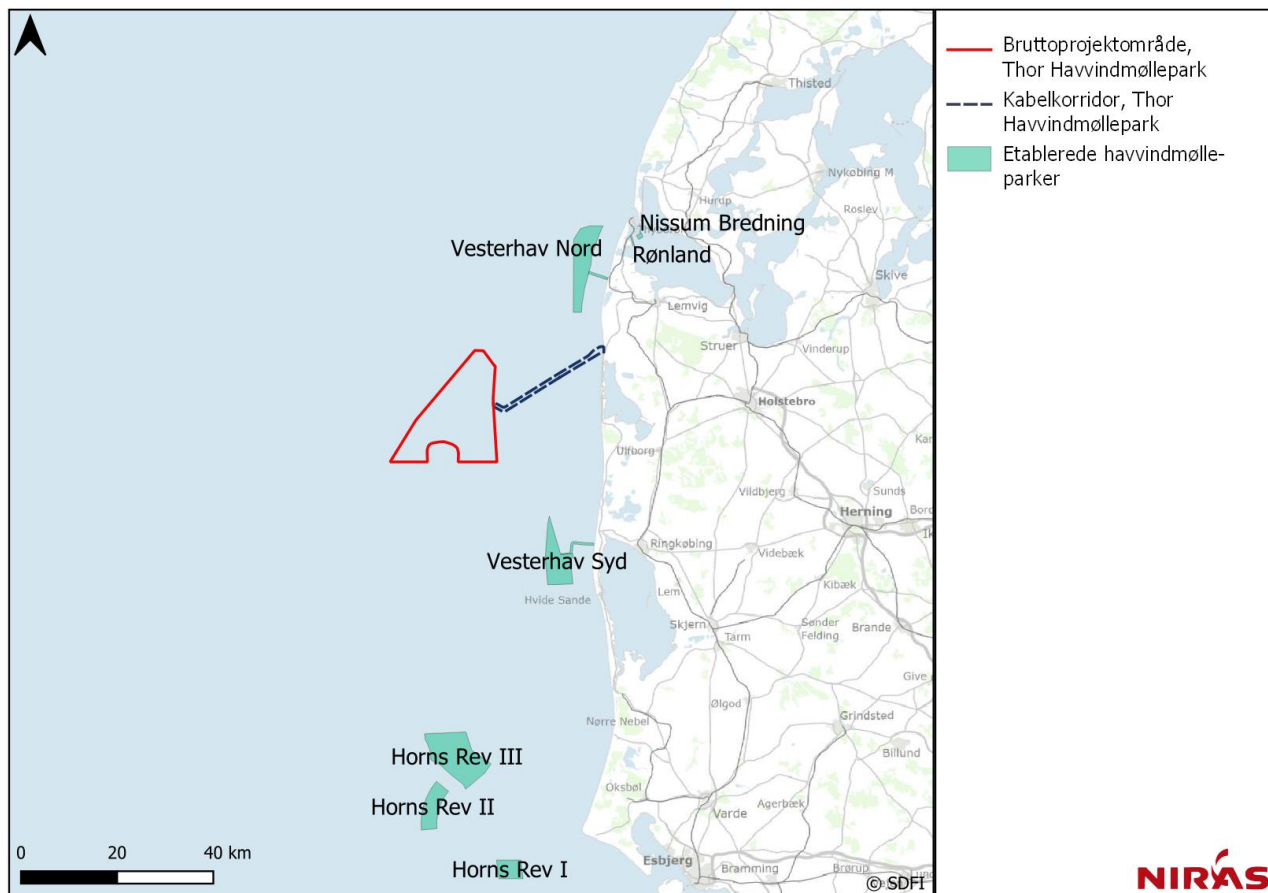 Bruttoprojektområde,
Thor Havvindmøllepark
Kabelkorridor, Thor
Havvindmøllepark
Etablerede havvindmølle-
parker
Thisted
Nykøbing M
Hurup
Roslev
Nissum Bredning
Vesterhav Nord
Rønland
Skive
Lemvig
Struer
Vinderup
Holstebro
Ulfborg
Vildbjerg
Sunds
Herning
Ringkøbing
Videbæk
Vesterhav Syd
Kibæk
Hvide Sande
Lem
Skjern
Sønder
Felding
Brande
Tarm
Give
Ølgod
Nørre Nebel
Grindsted
Billund
Horns Rev III
Oksbøl
Horns Rev II
Varde
Agerbæk
0 20 40 km
Horns Rev I
Esbjerg
Bramming
Brørup
© SDFI
NIRAS